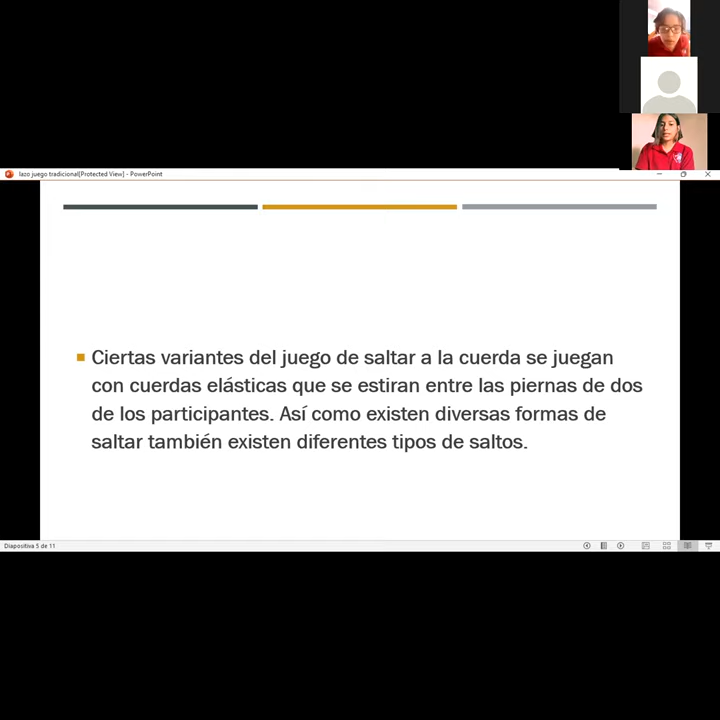 lazo juego tradicional[Protected View] - PowerPoint
Ciertas variantes del juego de saltar a la cuerda se juegan
con cuerdas elásticas que se estiran entre las piernas de dos
de los participantes. Así como existen diversas formas de
saltar también existen diferentes tipos de saltos.
Diapositiva 5 de 11